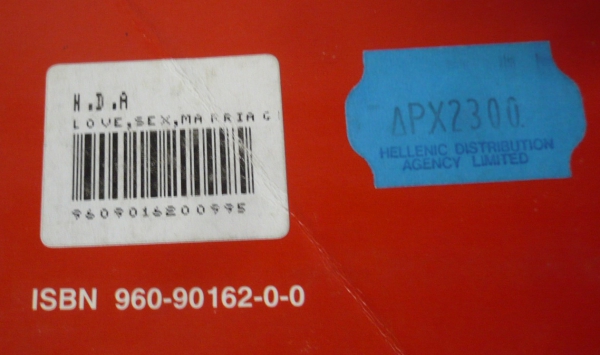 H.D.A
LOVE,SEX,MARRIAG
9609016200995
ΔΡΧ2300.
HELLENIC DISTRIBUTION
AGENCY LIMITED
ISBN 960-90162-0-0